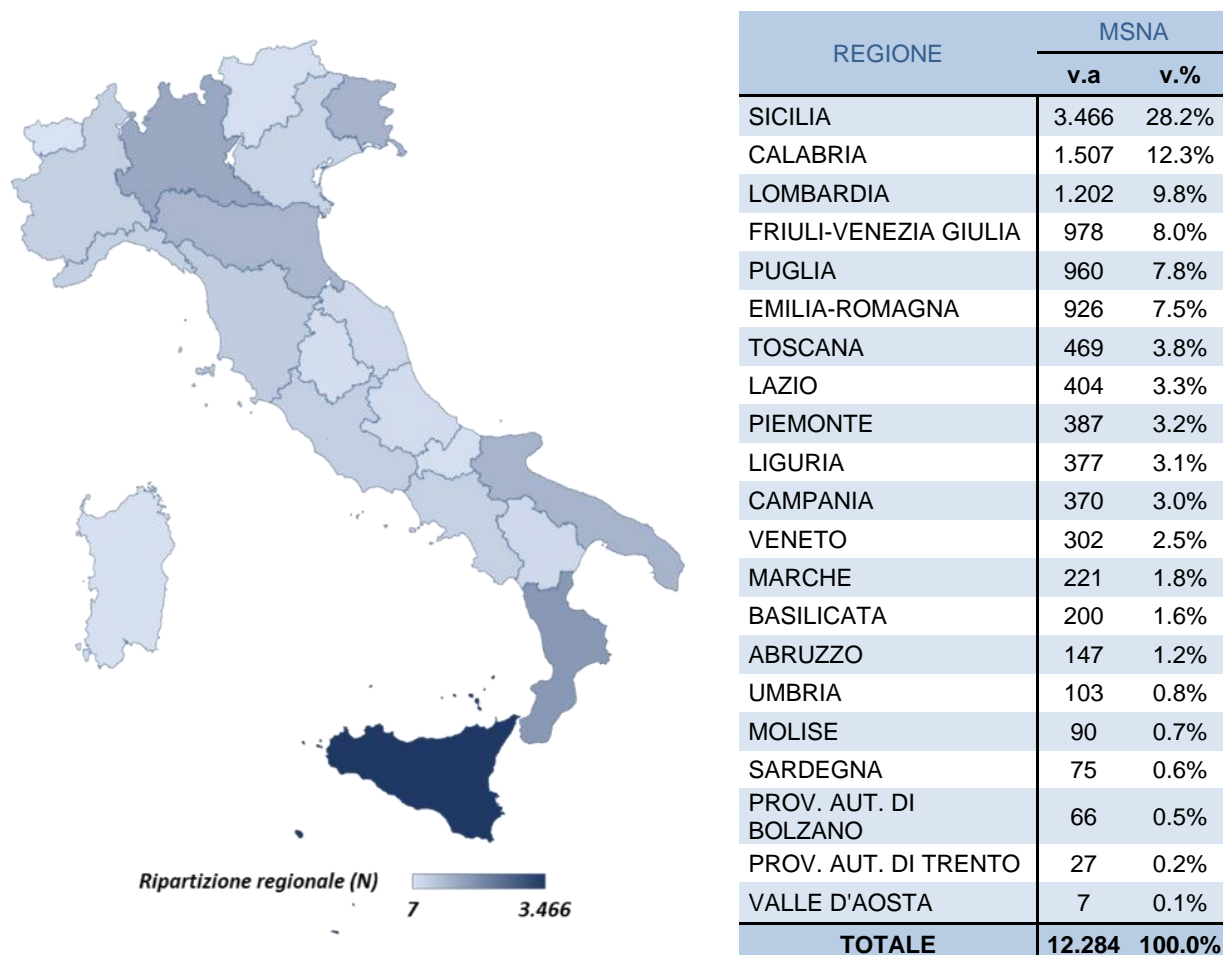 REGIONE MSNA
v.a v.%
SICILIA 3.466 28.2%
CALABRIA 1.507 12.3%
LOMBARDIA 1.202 9.8%
FRIULI-VENEZIA GIULIA 978 8.0%
PUGLIA 960 7.8%
EMILIA-ROMAGNA 926 7.5%
TOSCANA 469 3.8%
LAZIO 404 3.3%
PIEMONTE 387 3.2%
LIGURIA 377 3.1%
CAMPANIA 370 3.0%
VENETO 302 2.5%
MARCHE 221 1.8%
BASILICATA 200 1.6%
ABRUZZO 147 1.2%
UMBRIA 103 0.8%
MOLISE 90 0.7%
SARDEGNA 75 0.6%
PROV. AUT. DI
BOLZANO 66 0.5%
PROV. AUT. DI TRENTO 27 0.2%
VALLE D'AOSTA 7 0.1%
TOTALE 12.284 100.0%
Ripartizione regionale (N)
7 3.466